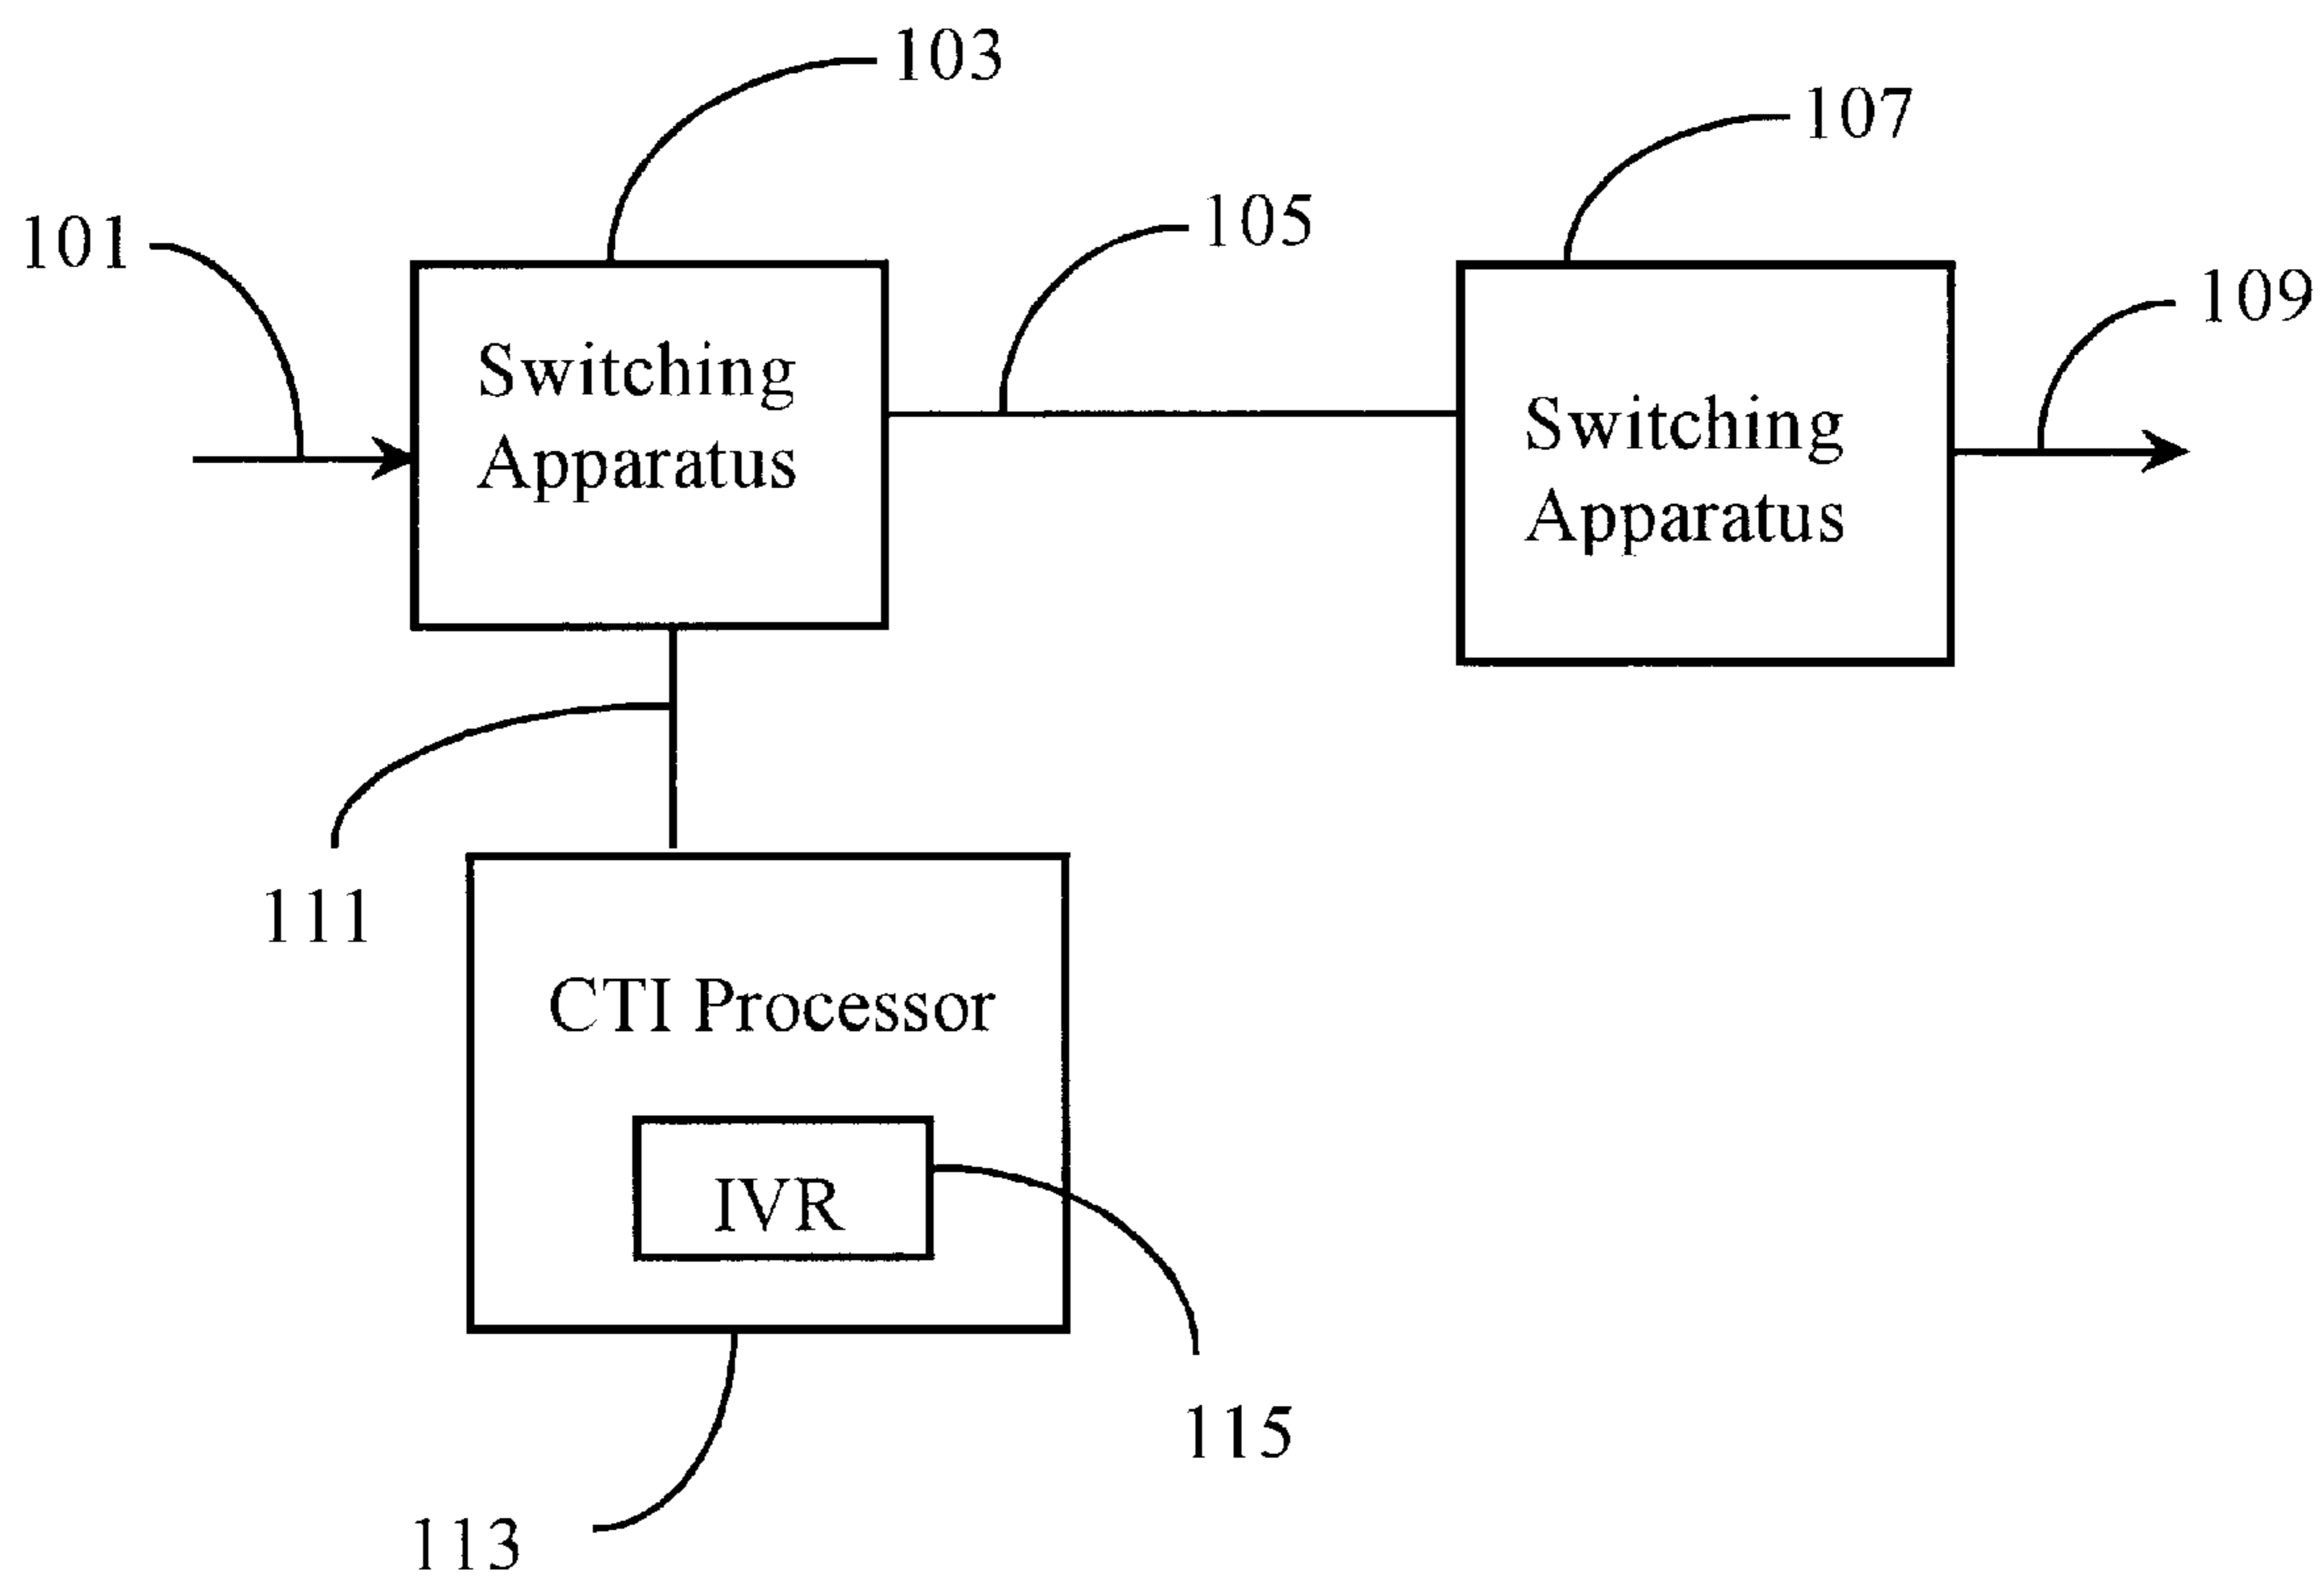 103
107
105
101
109
Switching
Apparatus
Switching
Apparatus
111
CTI Processor
IVR
115
113